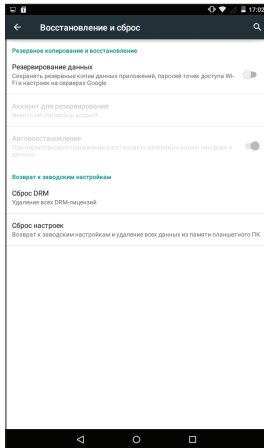 17:02
Восстановление и сброс
Резервное копирование и восстановление
Резервирование данных
Сохранять резервные копии данных приложений, паролей точек доступа Wi-
Fi и настроек на серверах Google
Аккаунт для резервирования
Need to set the backup account
Автовосстановление
При переустановке приложения восстановить резервную копию настроек и
данных
Возврат к заводским настройкам
Сброс DRM
Удаление всех DRM-лицензий
Сброс настроек
Возврат к заводским настройкам и удаление всех данных из памяти планшетного ПК